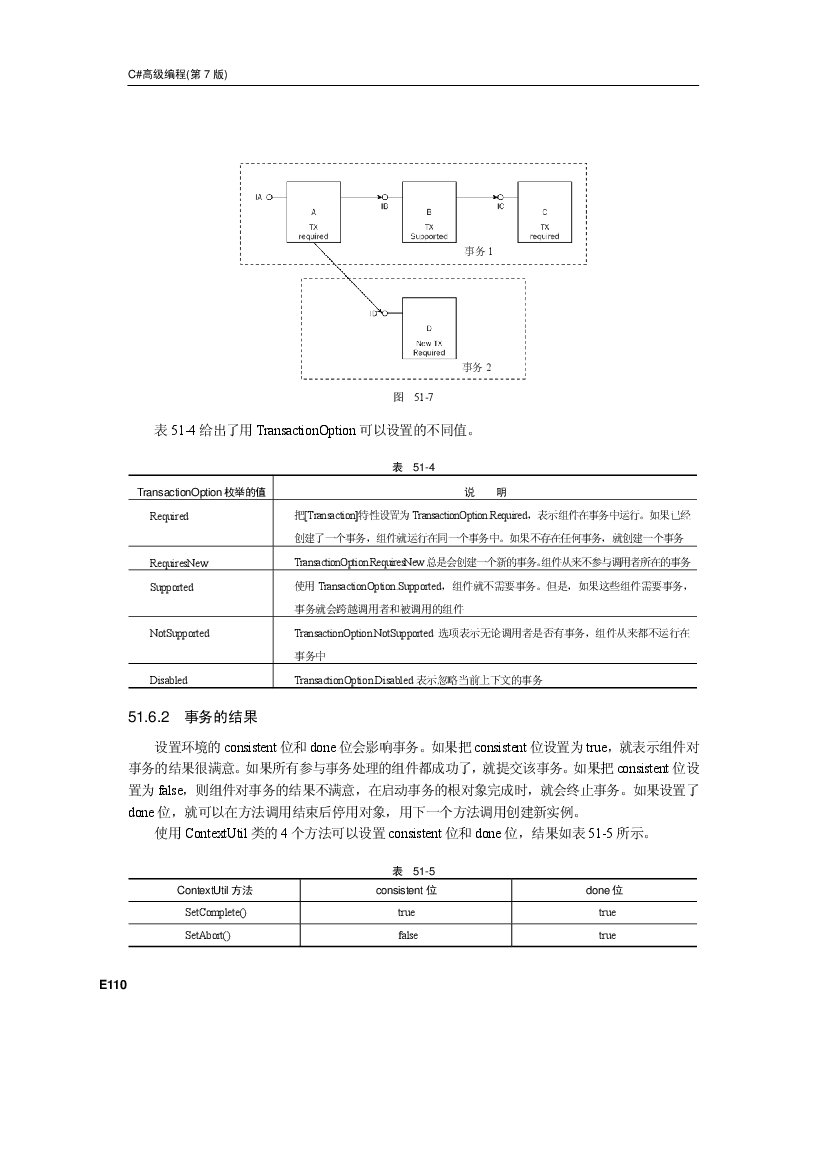 C#高级编程(第 7 版)
IA
IB
IC
A
B
C
TX
required
TX
Supported
TX
required
事务 1
ID
D
New TX
Required
事务 2
图 51-7
表 51-4 给出了用 TransactionOption 可以设置的不同值。
表 51-4
TransactionOption 枚举的值 说 明
Required 把[Transaction]特性设置为 TransactionOption.Required，表示组件在事务中运行。如果已经
创建了一个事务，组件就运行在同一个事务中。如果不存在任何事务，就创建一个事务
RequiresNew TransactionOption.RequiresNew 总是会创建一个新的事务。组件从来不参与调用者所在的事务
Supported 使用 TransactionOption.Supported，组件就不需要事务。但是，如果这些组件需要事务，
事务就会跨越调用者和被调用的组件
NotSupported TransactionOption.NotSupported 选项表示无论调用者是否有事务，组件从来都不运行在
事务中
Disabled TransactionOption.Disabled 表示忽略当前上下文的事务
51.6.2 事务的结果
设置环境的 consistent 位和 done 位会影响事务。如果把 consistent 位设置为 true，就表示组件对
事务的结果很满意。如果所有参与事务处理的组件都成功了，就提交该事务。如果把 consistent 位设
置为 false，则组件对事务的结果不满意，在启动事务的根对象完成时，就会终止事务。如果设置了
done 位，就可以在方法调用结束后停用对象，用下一个方法调用创建新实例。
使用 ContextUtil 类的 4 个方法可以设置 consistent 位和 done 位，结果如表 51-5 所示。
表 51-5
ContextUtil 方法 consistent 位 done 位
SetComplete() true true
SetAbort() false true
E110